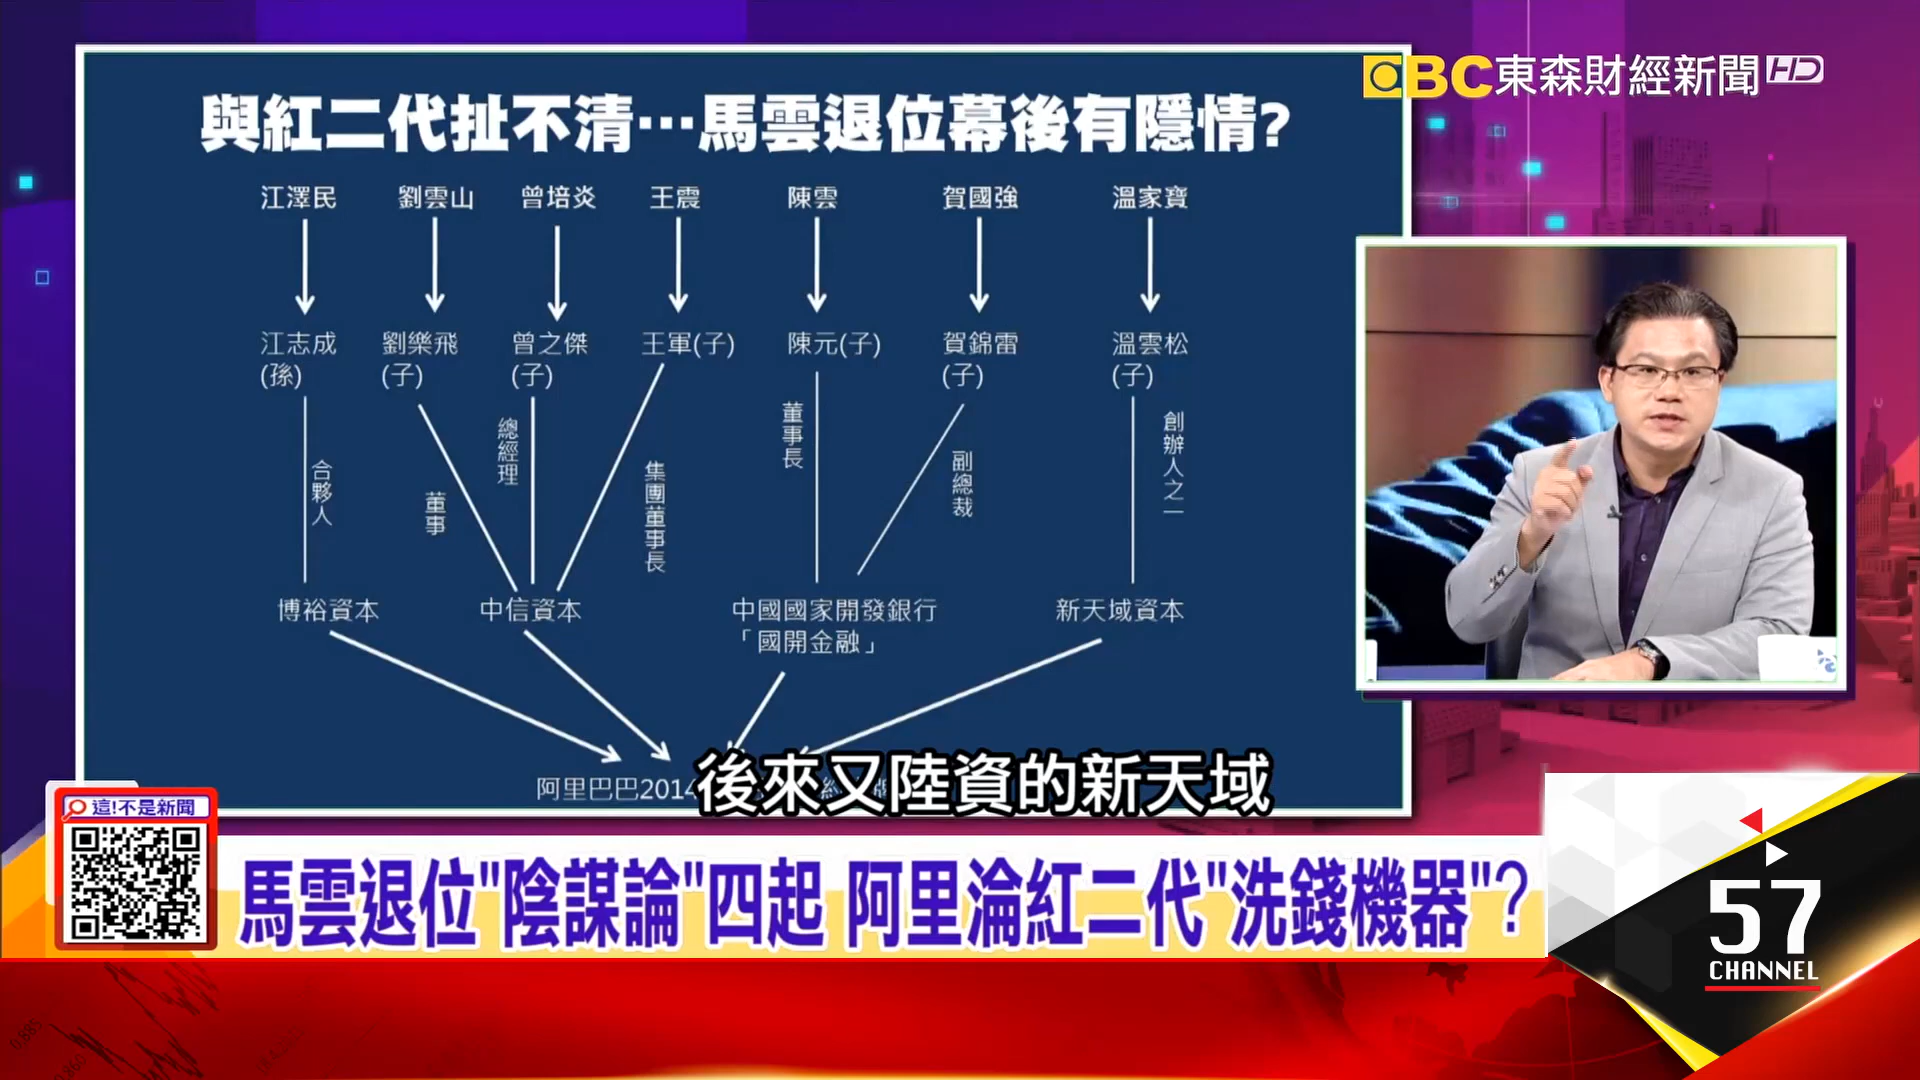 EBC東森財經新聞HD
與紅二代扯不清…馬雲退位幕後有隱情?
江澤民 劉雲山 曾培炎 王震 陳雲 賀國強 溫家寶
江志成(孫) 劉樂飛(子) 曾之傑(子) 王軍(子) 陳元(子) 賀錦雷(子) 溫雲松(子)
合夥人 董事 總經理 集團董事長 董事長 副總裁 創辦人之一
博裕資本 中信資本 中國國家開發銀行「國開金融」 新天域資本
阿里巴巴2014
後來又陸資的新天域
這!不是新聞
馬雲退位"陰謀論"四起 阿里淪紅二代"洗錢機器"?
57
CHANNEL